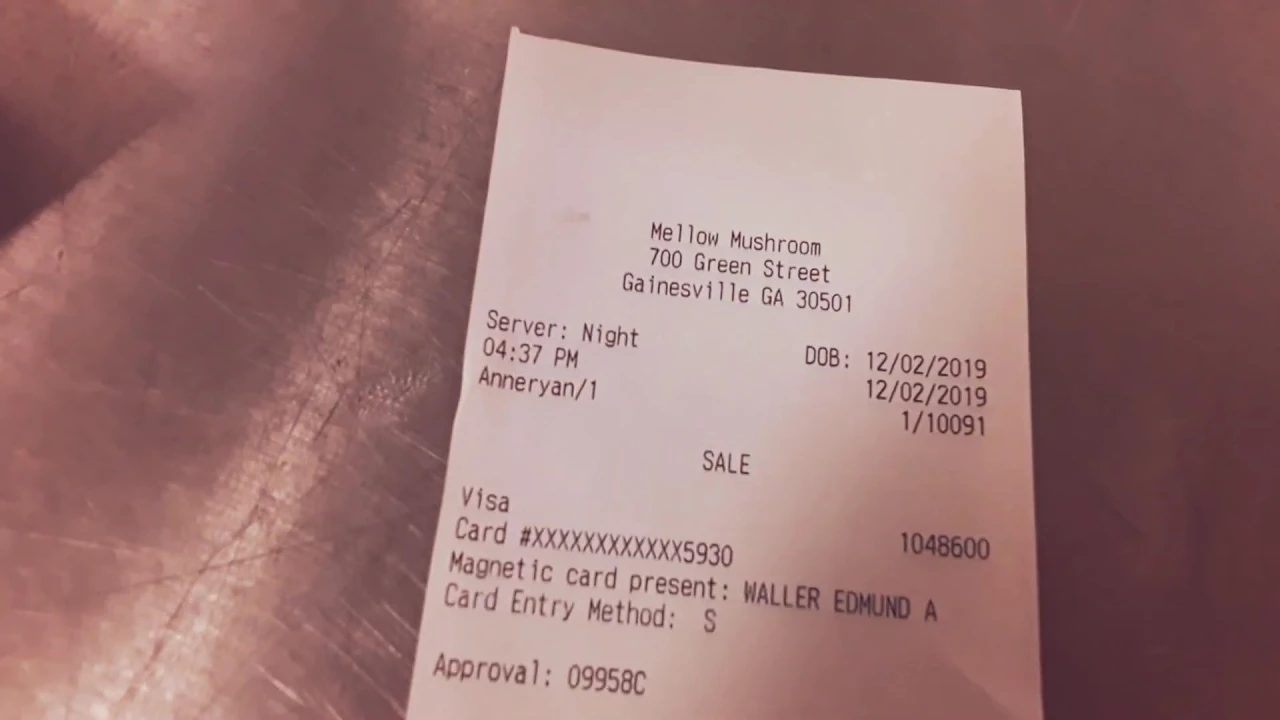 Mellow Mushroom
700 Green Street
Gainesville GA 30501
Server: Night DOB: 12/02/2019
04:37 PM 12/02/2019
Anneryan/1 1/10091
SALE
Visa 1048600
Card #XXXXXXXXXXXX5930
Magnetic card present: WALLER EDMUND A
Card Entry Method: S
Approval: 09958C